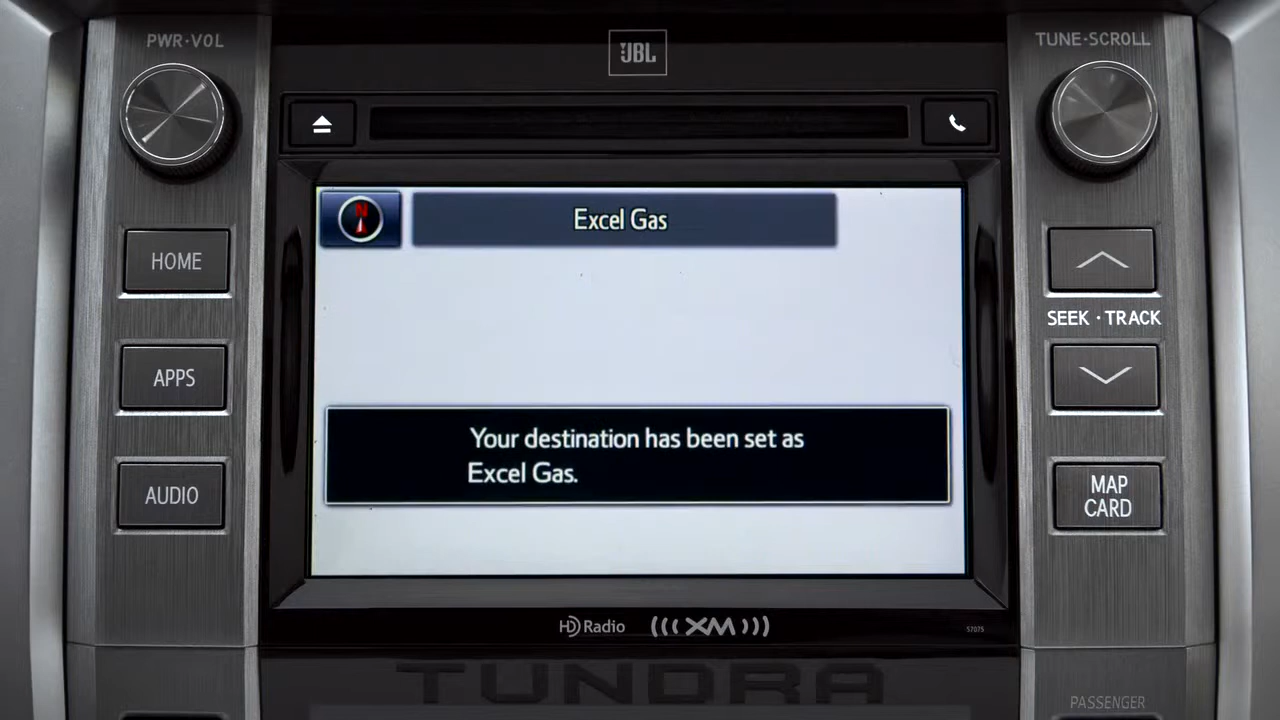 PWR·VOL
JBL
TUNE·SCROLL
N
Excel Gas
HOME
SEEK · TRACK
APPS
Your destination has been set as
Excel Gas.
AUDIO
MAP
CARD
HD Radio
XM
57075
TUNDRA
PASSENGER